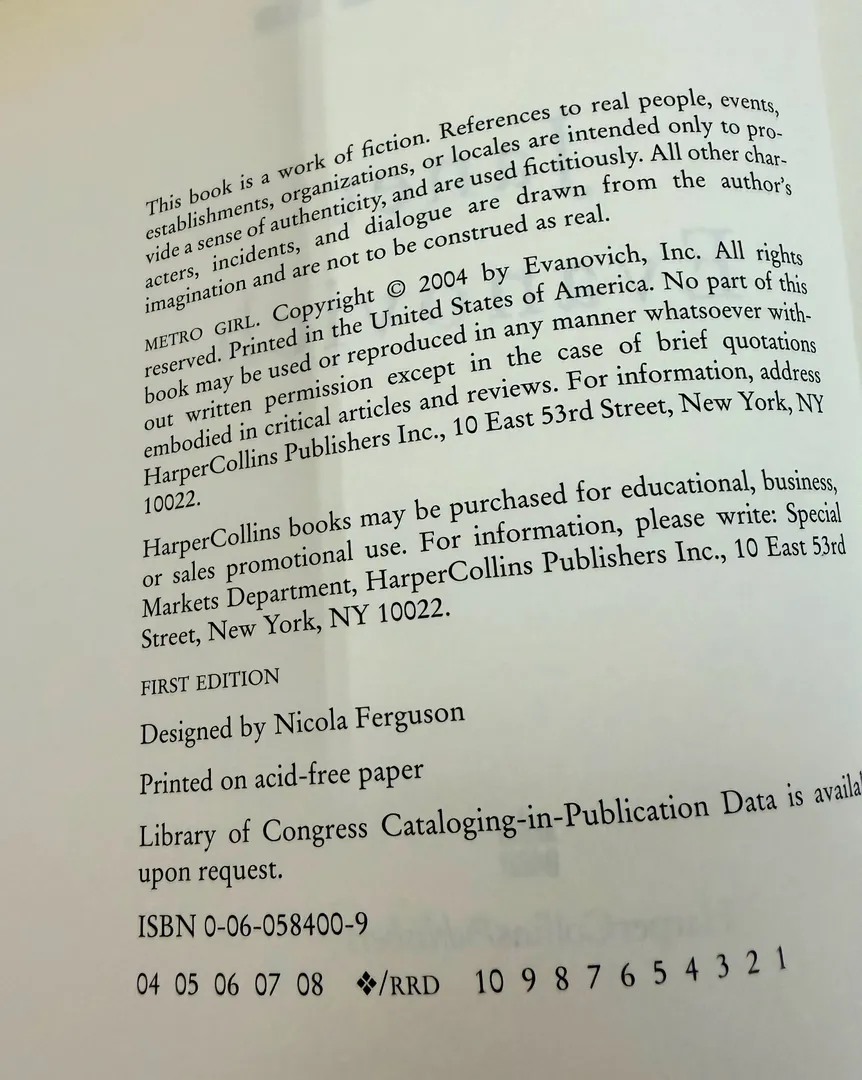 This book is a work of fiction. References to real people, events,
establishments, organizations, or locales are intended only to pro-
vide a sense of authenticity, and are used fictitiously. All other char-
acters, incidents, and dialogue are drawn from the author's
imagination and are not to be construed as real.
METRO GIRL. Copyright © 2004 by Evanovich, Inc. All rights
reserved. Printed in the United States of America. No part of this
book may be used or reproduced in any manner whatsoever with-
out written permission except in the case of brief quotations
embodied in critical articles and reviews. For information, address
HarperCollins Publishers Inc., 10 East 53rd Street, New York, NY
10022.
HarperCollins books may be purchased for educational, business,
or sales promotional use. For information, please write: Special
Markets Department, HarperCollins Publishers Inc., 10 East 53rd
Street, New York, NY 10022.
FIRST EDITION
Designed by Nicola Ferguson
Printed on acid-free paper
Library of Congress Cataloging-in-Publication Data is availa
upon request.
ISBN 0-06-058400-9
04 05 06 07 08 ❖/RRD 10 9 8 7 6 5 4 3 2 1